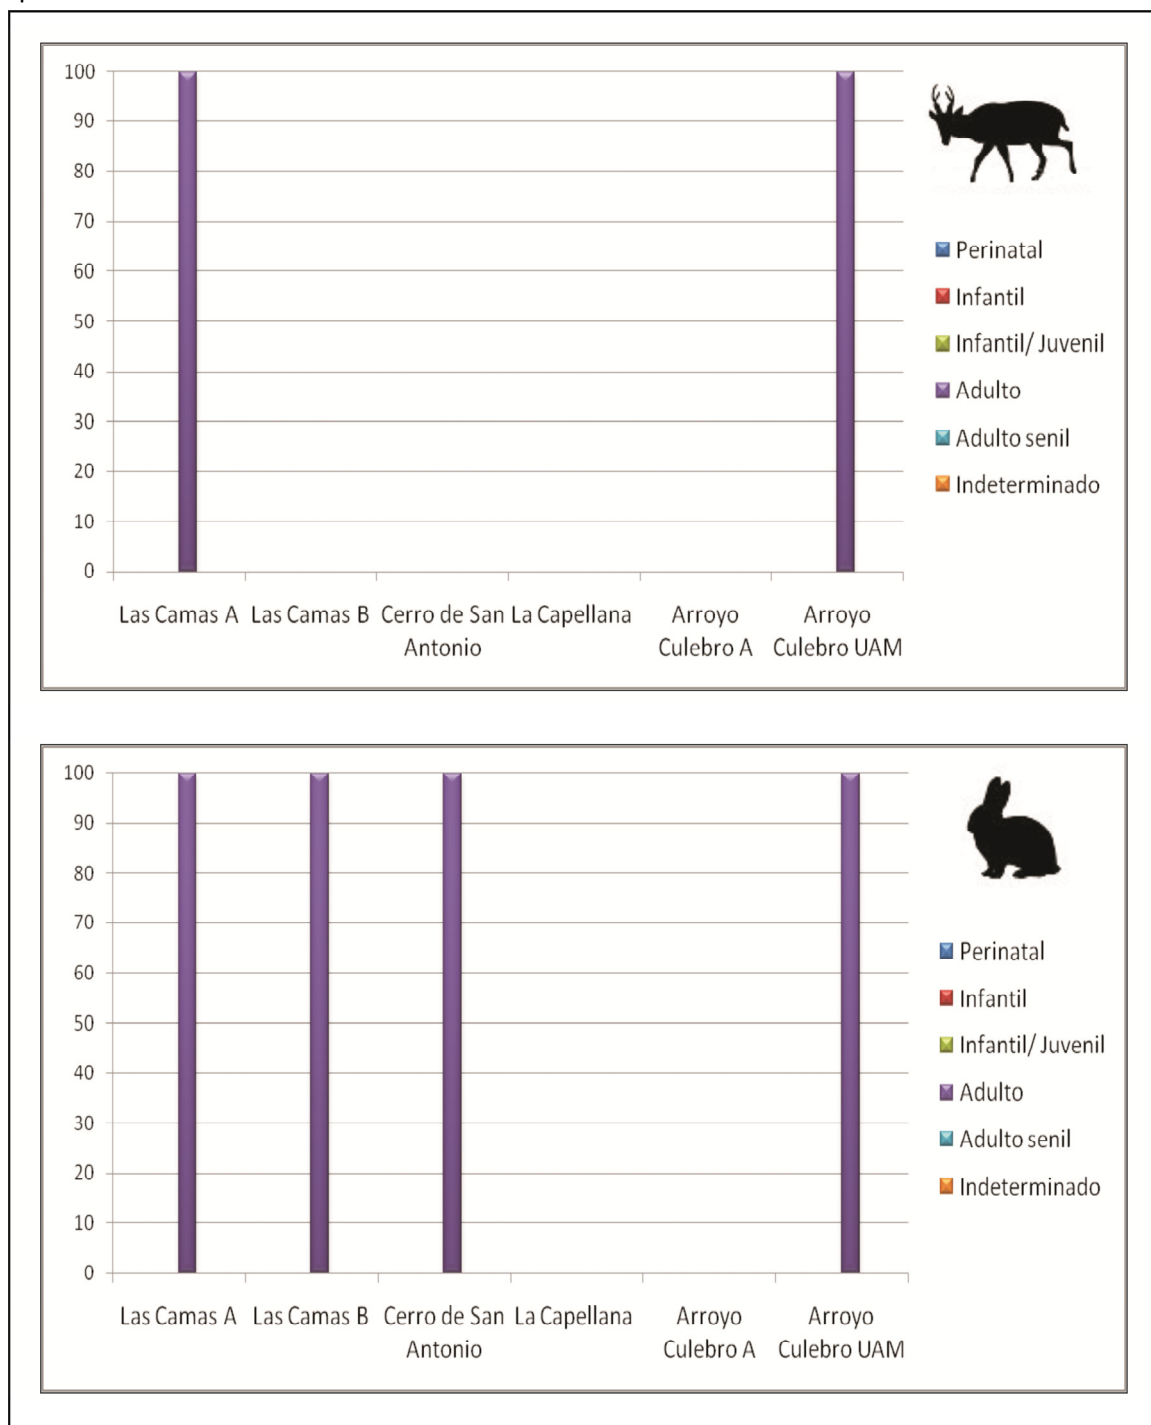 100
90
80
70
60
50
40
30
20
10
0
Las Camas A Las Camas B Cerro de San La Capellana Arroyo Arroyo
Antonio Culebro A Culebro UAM
Perinatal
Infantil
Infantil/ Juvenil
Adulto
Adulto senil
Indeterminado
100
90
80
70
60
50
40
30
20
10
0
Las Camas A Las Camas B Cerro de San La Capellana Arroyo Arroyo
Antonio Culebro A Culebro UAM
Perinatal
Infantil
Infantil/ Juvenil
Adulto
Adulto senil
Indeterminado